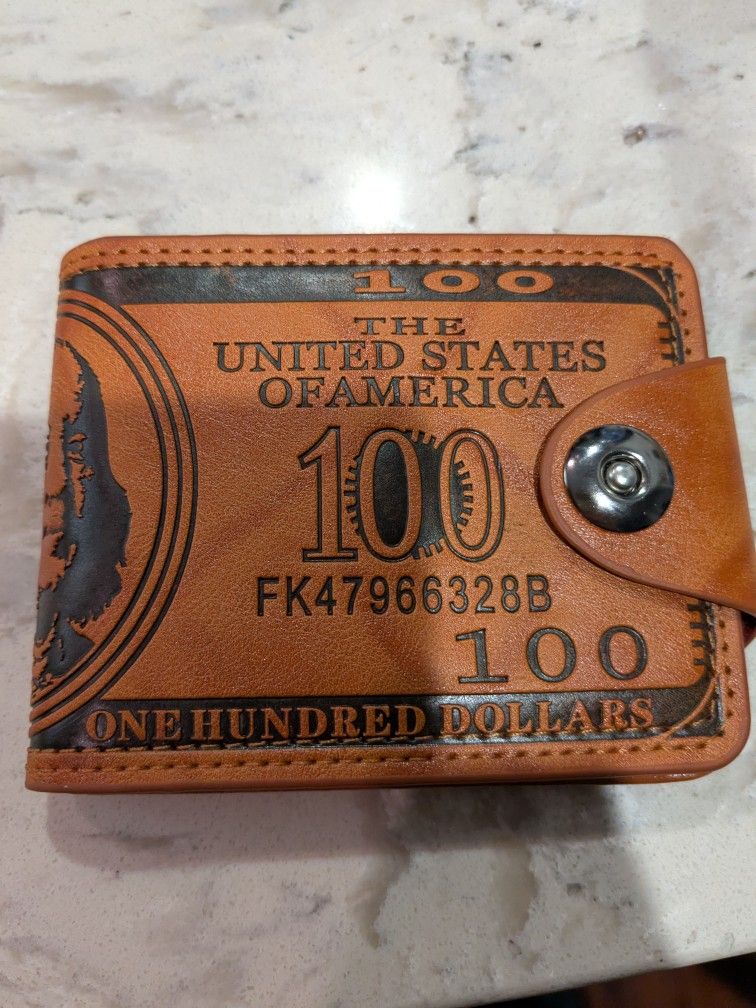 100
THE
UNITED STATES
OFAMERICA
100
FK47966328B
100
ONE HUNDRED DOLLARS